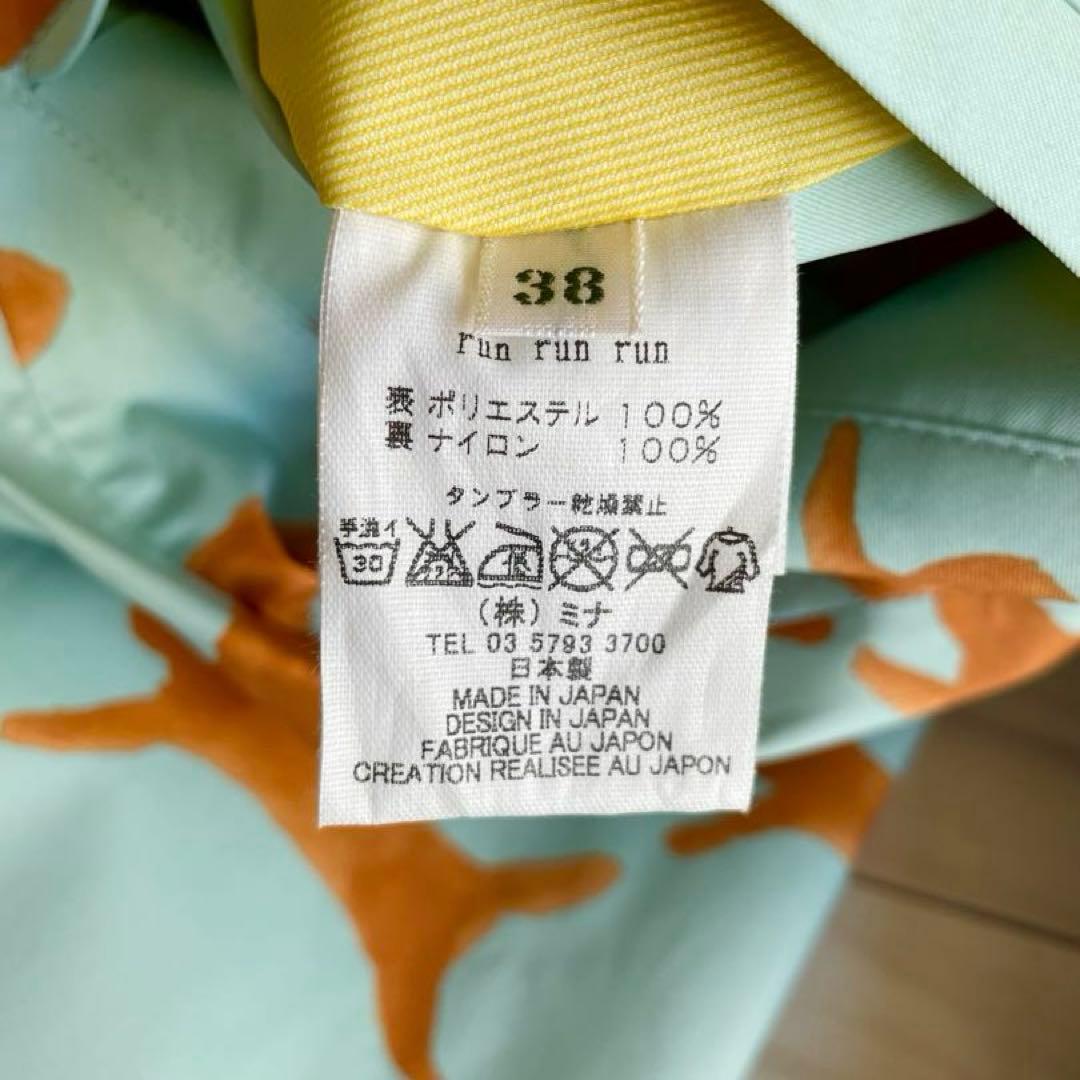 38
run run run
表 ポリエステル 100%
裏 ナイロン 100%
タンブラー乾燥禁止
手洗イ
30
(株) ミナ
TEL 03 5793 3700
日本製
MADE IN JAPAN
DESIGN IN JAPAN
FABRIQUE AU JAPON
CREATION REALISEE AU JAPON